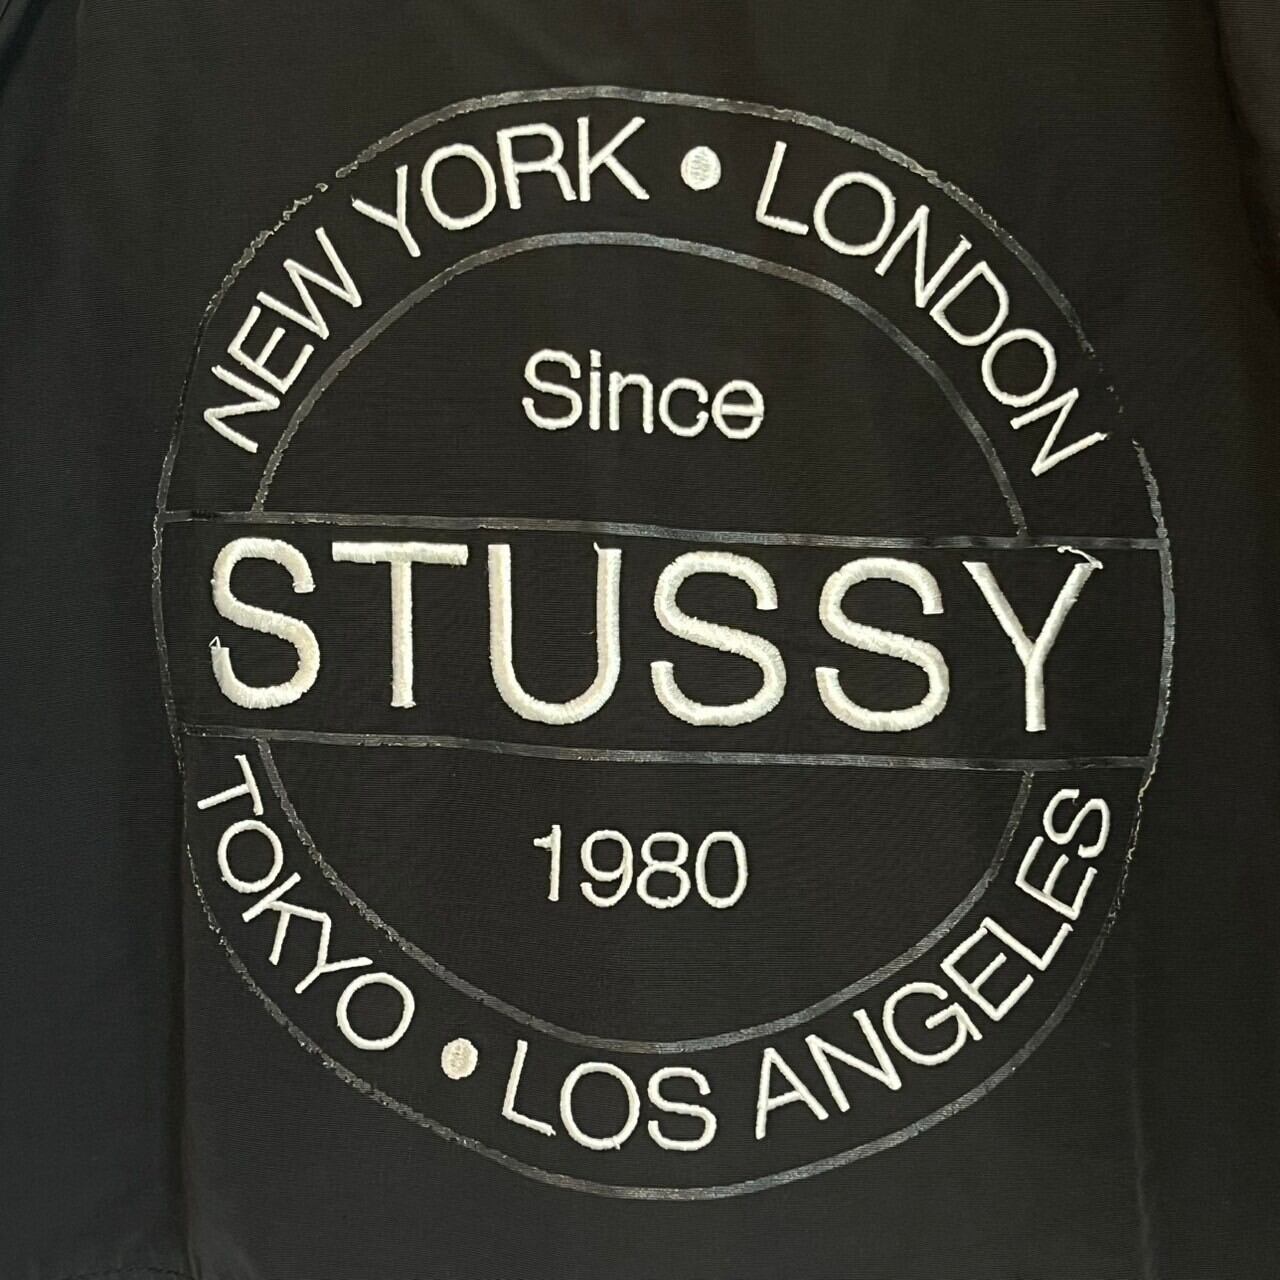 NEW YORK • LONDON
Since
STUSSY
1980
TOKYO • LOS ANGELES